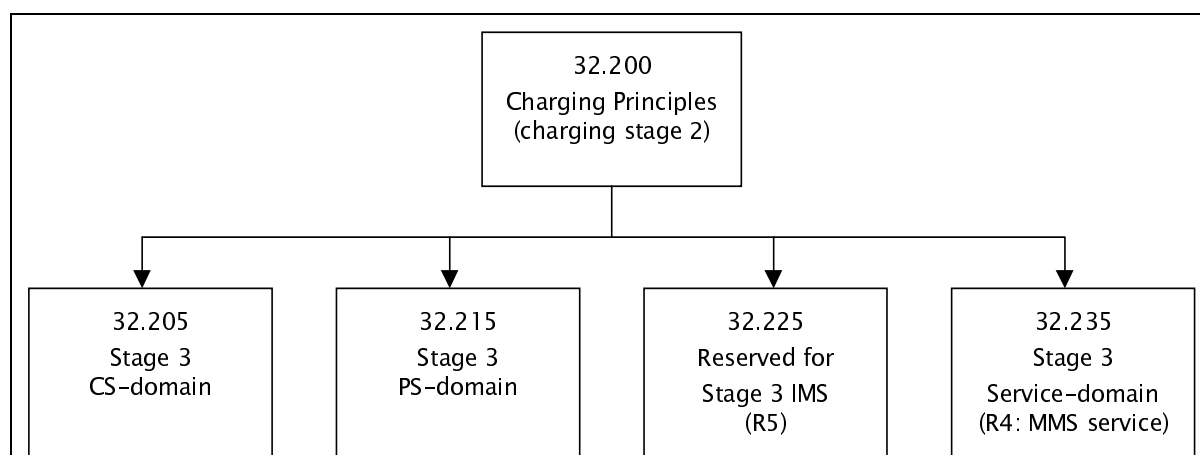 32.200
Charging Principles
(charging stage 2)
32.205
Stage 3
CS-domain
32.215
Stage 3
PS-domain
32.225
Reserved for
Stage 3 IMS
(R5)
32.235
Stage 3
Service-domain
(R4: MMS service)